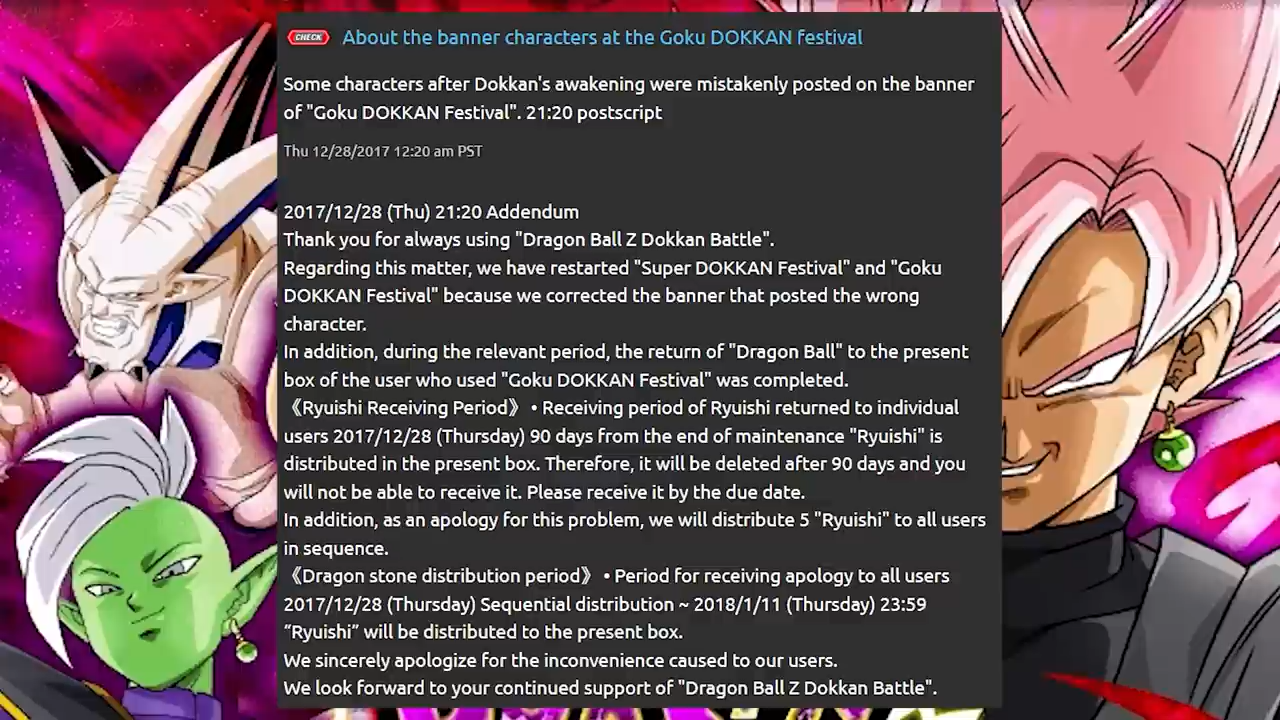 CHECK About the banner characters at the Goku DOKKAN festival
Some characters after Dokkan's awakening were mistakenly posted on the banner
of "Goku DOKKAN Festival". 21:20 postscript
Thu 12/28/2017 12:20 am PST
2017/12/28 (Thu) 21:20 Addendum
Thank you for always using "Dragon Ball Z Dokkan Battle".
Regarding this matter, we have restarted "Super DOKKAN Festival" and "Goku
DOKKAN Festival" because we corrected the banner that posted the wrong
character.
In addition, during the relevant period, the return of "Dragon Ball" to the present
box of the user who used "Goku DOKKAN Festival" was completed.
《Ryuishi Receiving Period》 • Receiving period of Ryuishi returned to individual
users 2017/12/28 (Thursday) 90 days from the end of maintenance "Ryuishi" is
distributed in the present box. Therefore, it will be deleted after 90 days and you
will not be able to receive it. Please receive it by the due date.
In addition, as an apology for this problem, we will distribute 5 "Ryuishi" to all users
in sequence.
《Dragon stone distribution period》 • Period for receiving apology to all users
2017/12/28 (Thursday) Sequential distribution ~ 2018/1/11 (Thursday) 23:59
“Ryuishi” will be distributed to the present box.
We sincerely apologize for the inconvenience caused to our users.
We look forward to your continued support of "Dragon Ball Z Dokkan Battle".